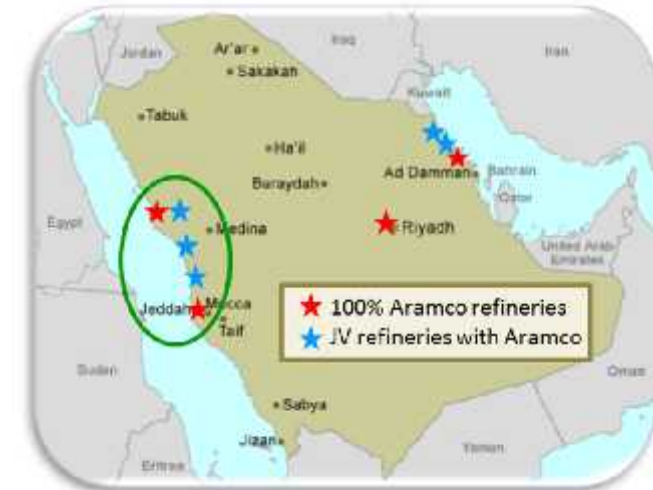 Iraq
Iran
Jordan
Ar'ar
Sakakah
Kuwait
Tabuk
Ha'il
Buraydah
Ad Damman
Bahrain
Qatar
Egypt
Medina
Riyadh
United Arab
Emirates
Jeddah
Mecca
Taif
100% Aramco refineries
JV refineries with Aramco
Sudan
Oman
Sabya
Jizan
Yemen
Eritrea